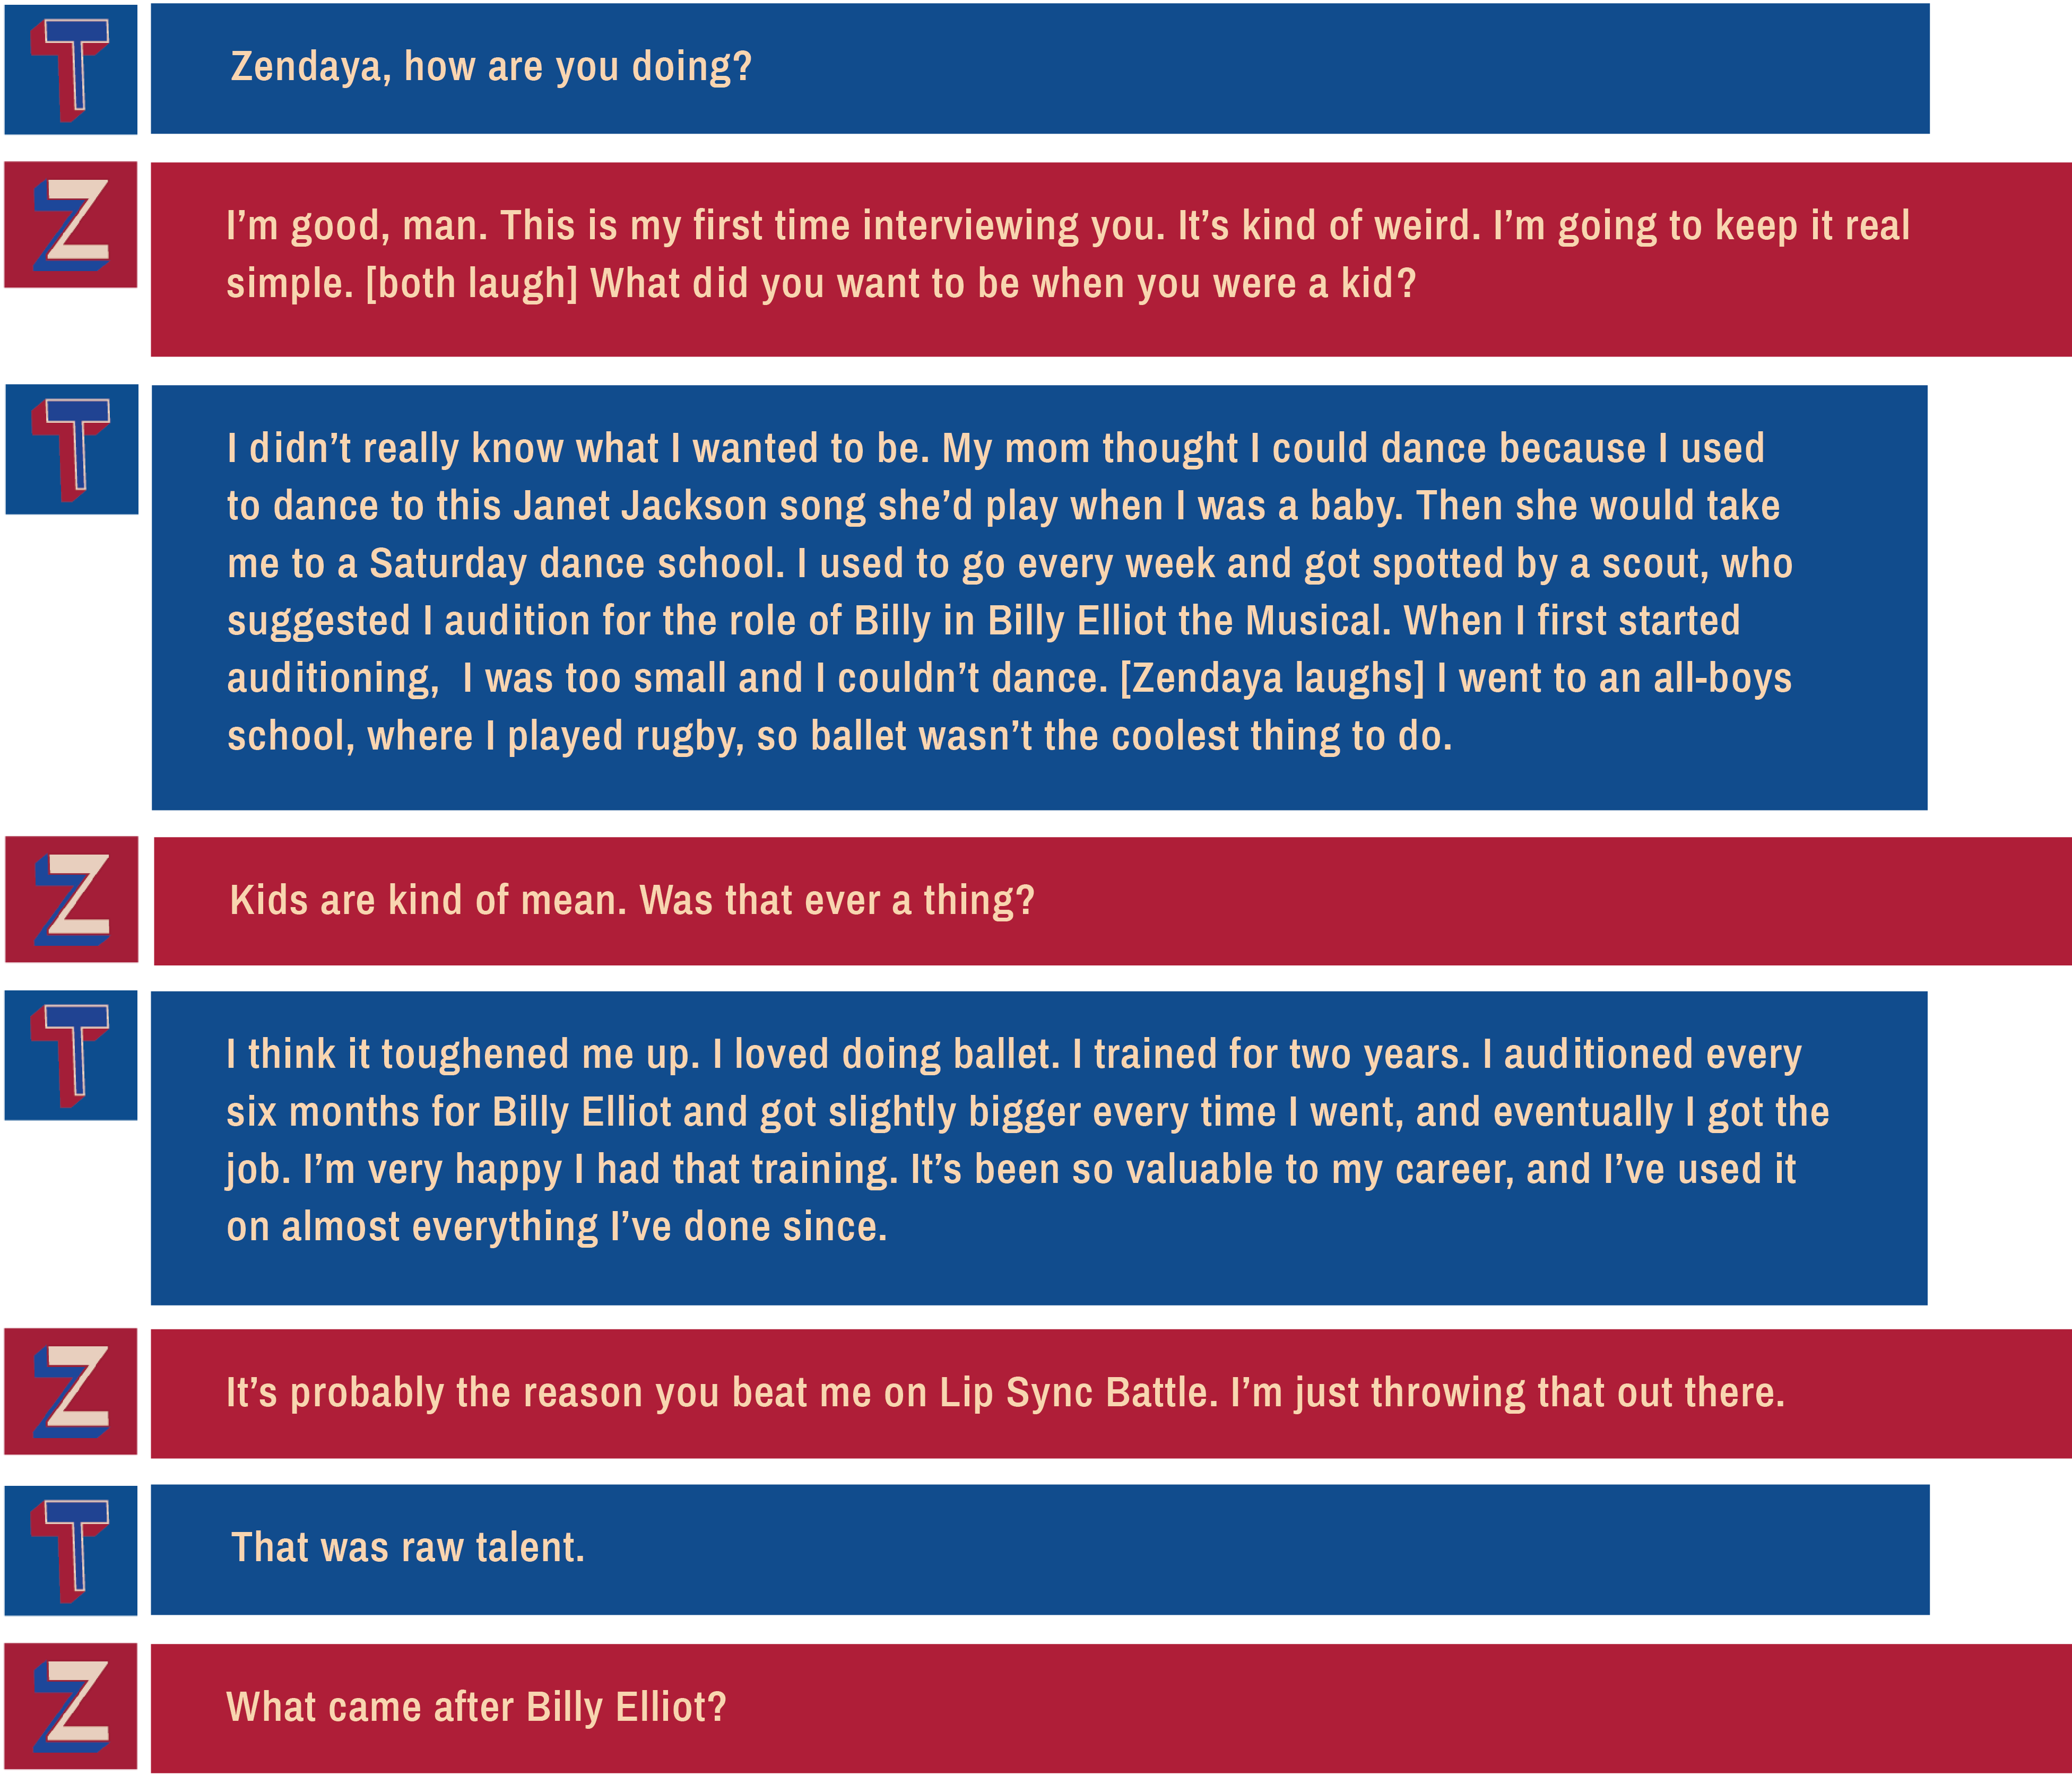 T
Zendaya, how are you doing?
Z
I’m good, man. This is my first time interviewing you. It’s kind of weird. I’m going to keep it real
simple. [both laugh] What did you want to be when you were a kid?
T
I didn’t really know what I wanted to be. My mom thought I could dance because I used
to dance to this Janet Jackson song she’d play when I was a baby. Then she would take
me to a Saturday dance school. I used to go every week and got spotted by a scout, who
suggested I audition for the role of Billy in Billy Elliot the Musical. When I first started
auditioning,  I was too small and I couldn’t dance. [Zendaya laughs] I went to an all-boys
school, where I played rugby, so ballet wasn’t the coolest thing to do.
Z
Kids are kind of mean. Was that ever a thing?
T
I think it toughened me up. I loved doing ballet. I trained for two years. I auditioned every
six months for Billy Elliot and got slightly bigger every time I went, and eventually I got the
job. I’m very happy I had that training. It’s been so valuable to my career, and I’ve used it
on almost everything I’ve done since.
Z
It’s probably the reason you beat me on Lip Sync Battle. I’m just throwing that out there.
T
That was raw talent.
Z
What came after Billy Elliot?